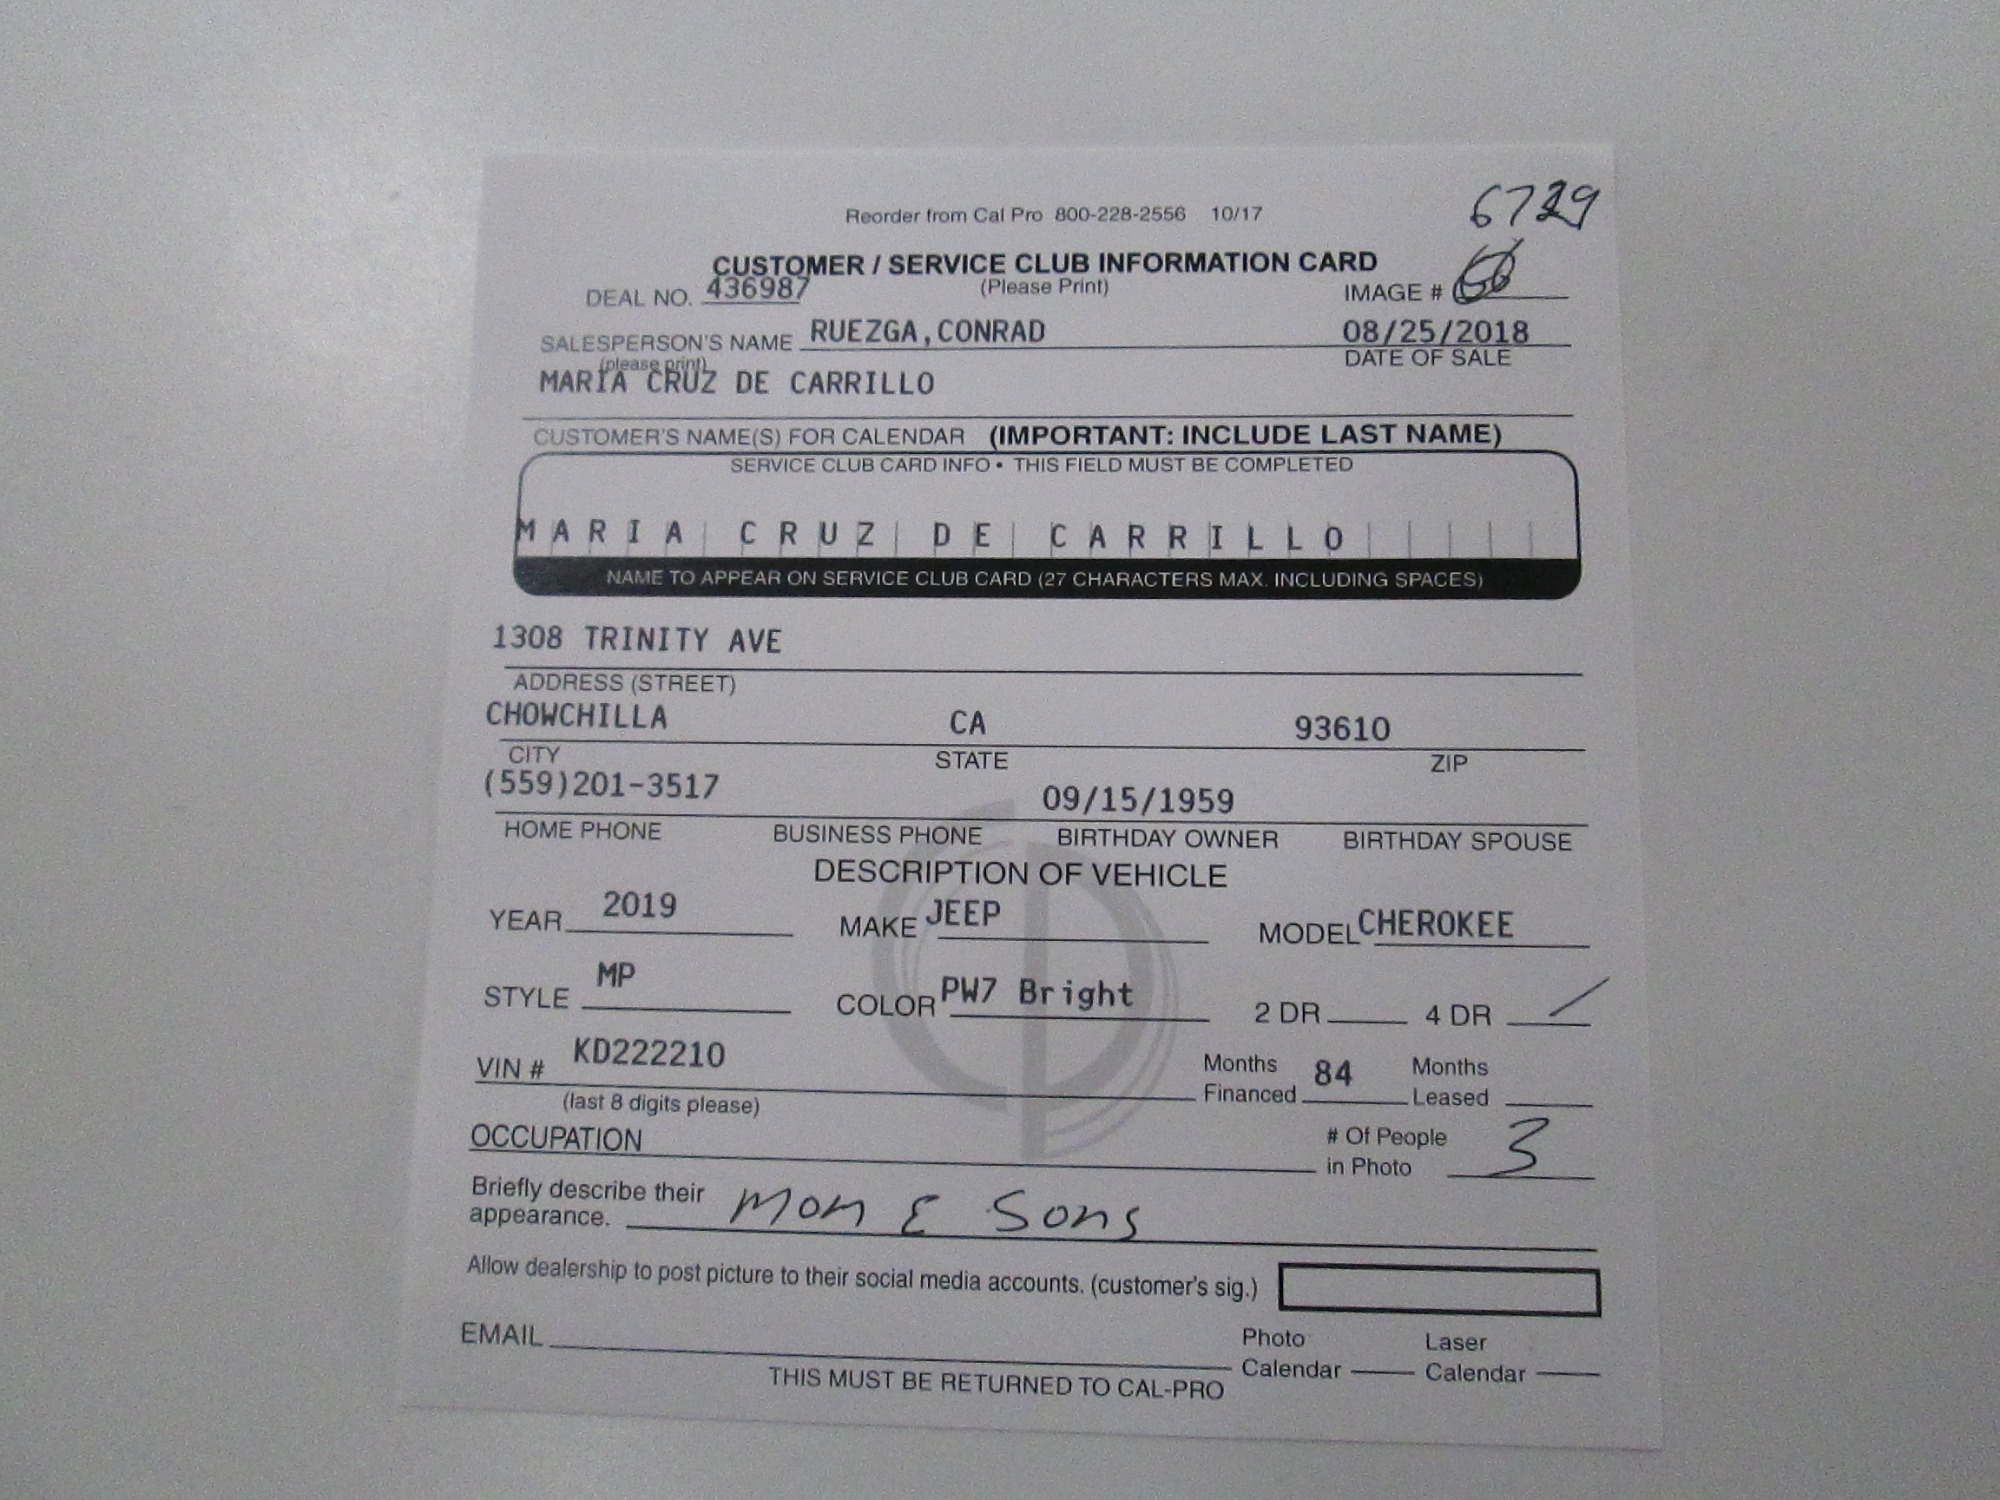 6739
Reorder from Cal Pro 800-228-2556 10/17
CUSTOMER / SERVICE CLUB INFORMATION CARD
(Please Print)
DEAL NO. 436987
IMAGE #
SALESPERSON'S NAME RUEZGA,CONRAD 08/25/2018
(please print) DATE OF SALE
MARIA CRUZ DE CARRILLO
CUSTOMER'S NAME(S) FOR CALENDAR (IMPORTANT: INCLUDE LAST NAME)
SERVICE CLUB CARD INFO • THIS FIELD MUST BE COMPLETED
MARIA CRUZ DE CARRILLO
NAME TO APPEAR ON SERVICE CLUB CARD (27 CHARACTERS MAX. INCLUDING SPACES)
1308 TRINITY AVE
ADDRESS (STREET)
CHOWCHILLA CA 93610
CITY STATE ZIP
(559)201-3517 09/15/1959
HOME PHONE BUSINESS PHONE BIRTHDAY OWNER BIRTHDAY SPOUSE
DESCRIPTION OF VEHICLE
YEAR 2019 MAKE JEEP MODEL CHEROKEE
STYLE MP COLOR PW7 Bright 2 DR 4 DR
VIN # KD222210 Months Financed 84 Months Leased
(last 8 digits please)
OCCUPATION # Of People in Photo 3
Briefly describe their appearance. Mom & Sons
Allow dealership to post picture to their social media accounts. (customer's sig.)
EMAIL Photo Calendar Laser Calendar
THIS MUST BE RETURNED TO CAL-PRO